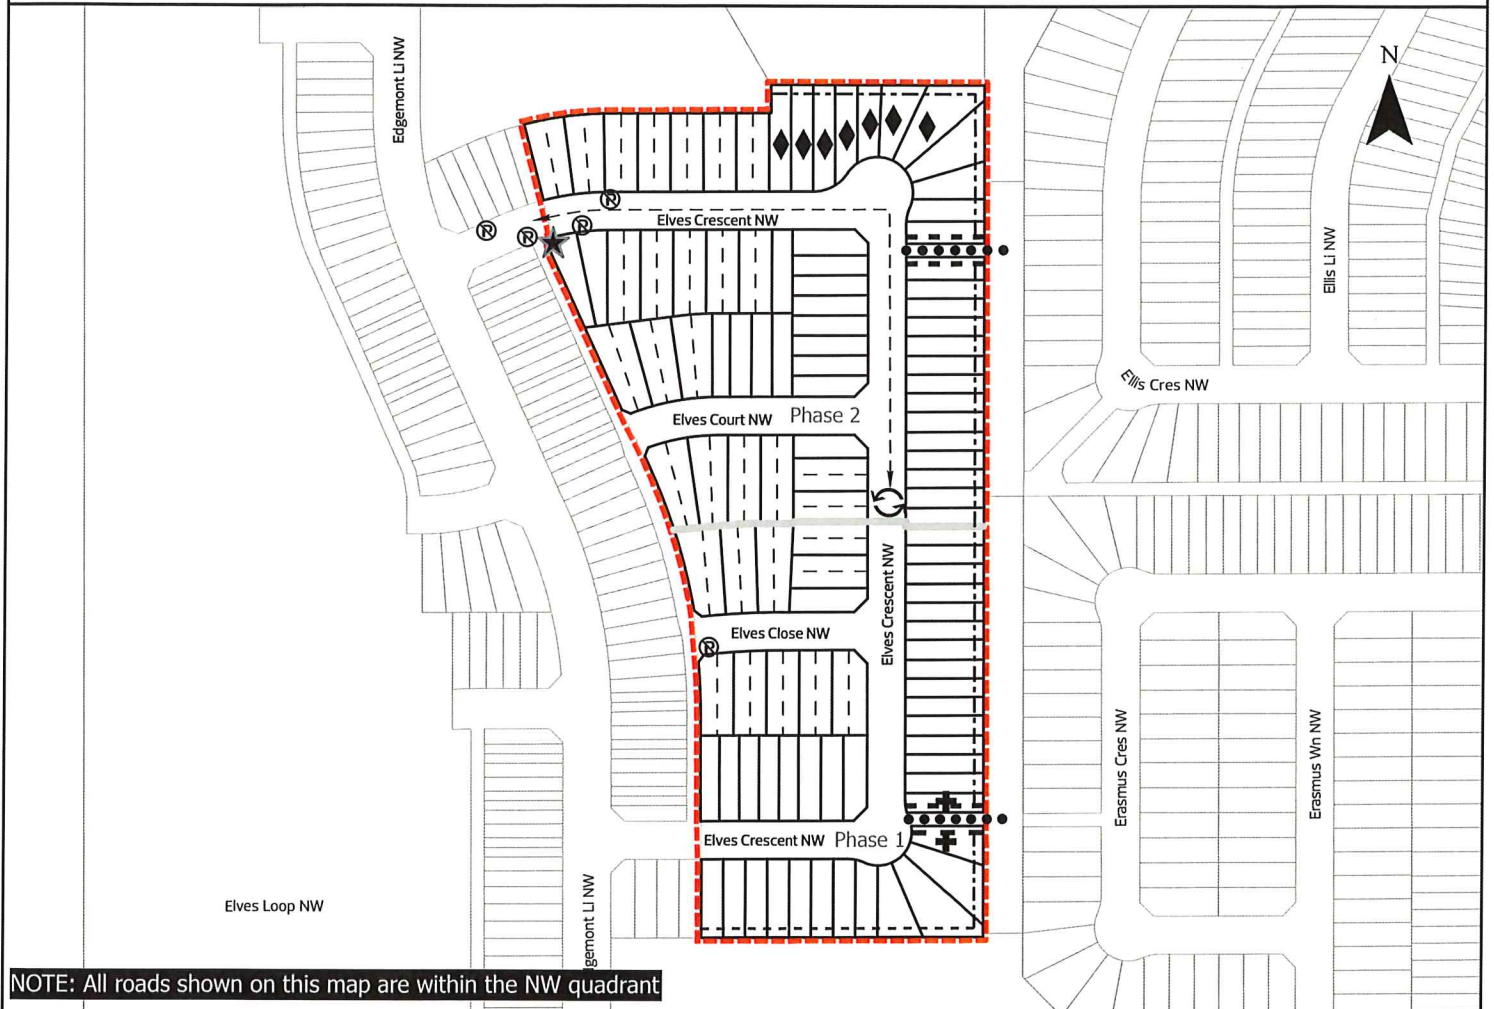 Edgemont Li NW
N
Elves Crescent NW
Ellis Li NW
Ellis Cres NW
Elves Court NW
Phase 2
Elves Crescent NW
Elves Close NW
Erasmus Cres NW
Erasmus Wn NW
Elves Crescent NW
Phase 1
Elves Loop NW
dgemont Li NW
NOTE: All roads shown on this map are within the NW quadrant